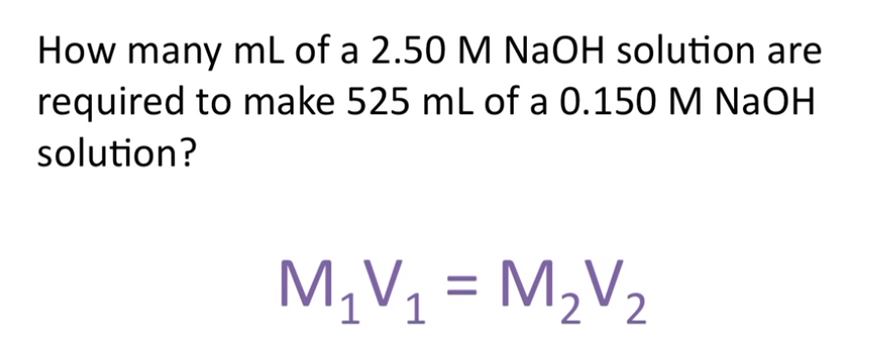 How many mL of a 2.50 M NaOH solution are
required to make 525 mL of a 0.150 M NaOH
solution?
M₁V₁ = M₂V₂